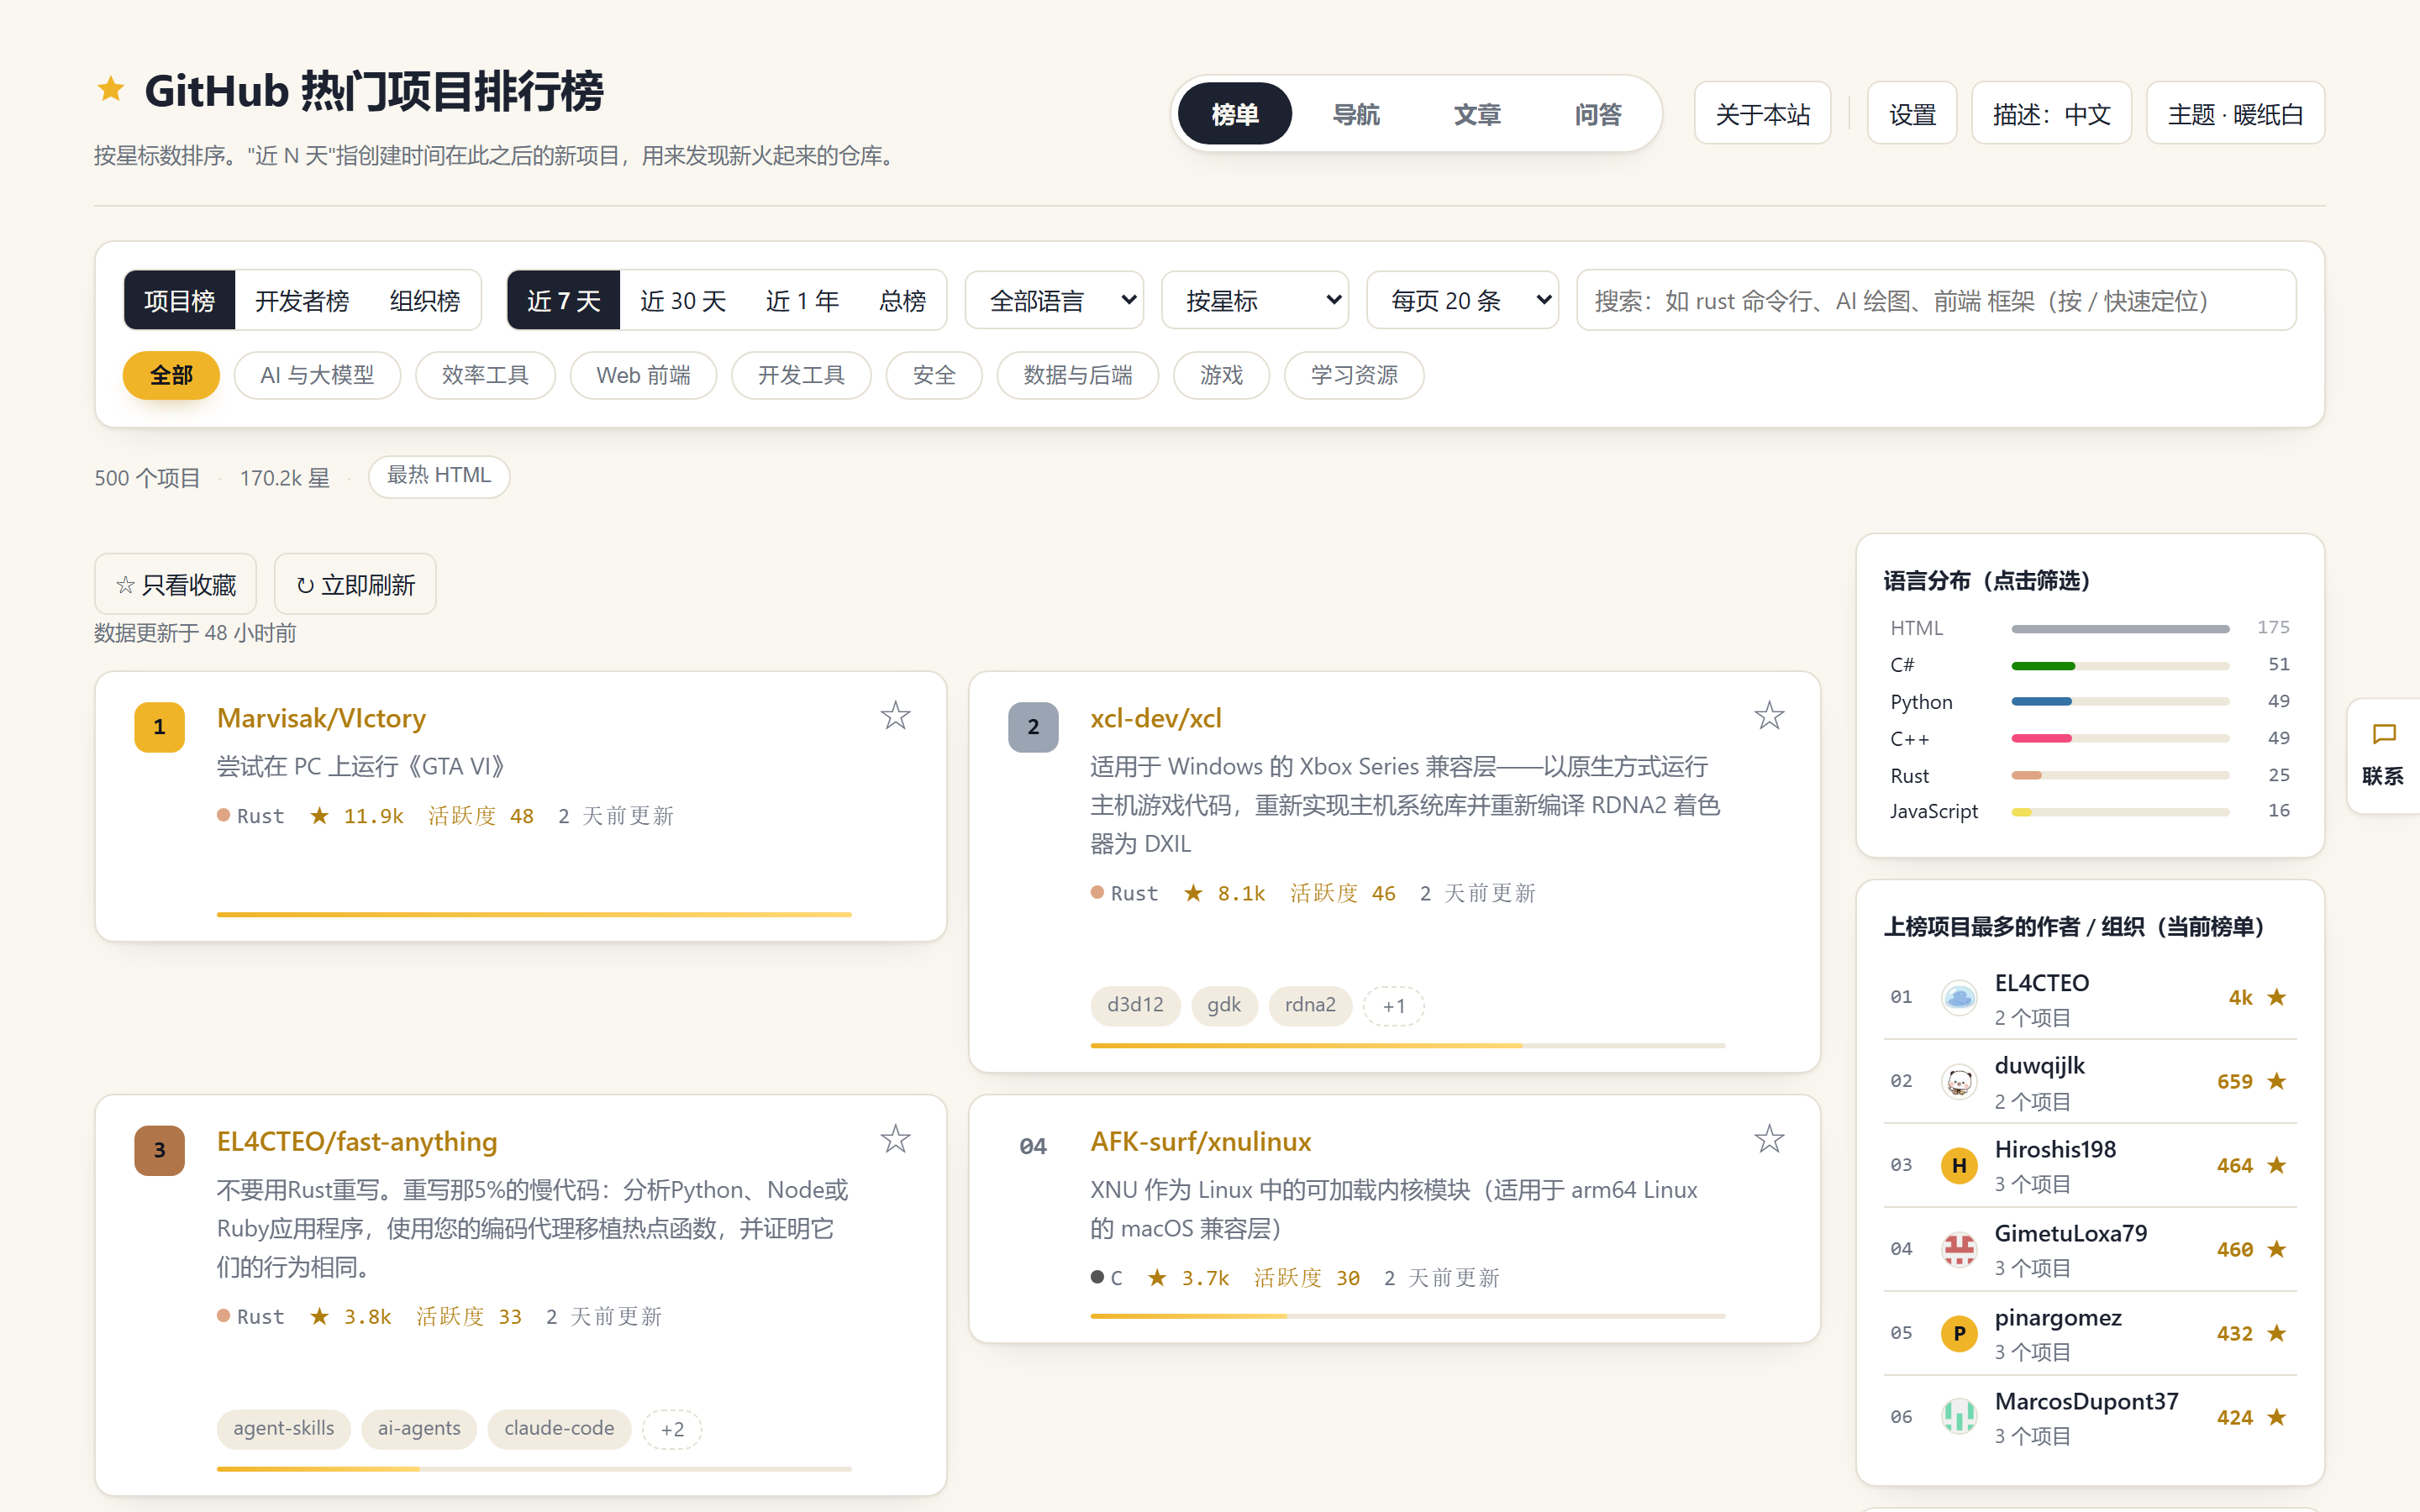 GitHub 热门项目排行榜
按星标数排序。"近 N 天"指创建时间在此之后的新项目，用来发现新火起来的仓库。
榜单 导航 文章 问答 关于本站 设置 描述：中文 主题 · 暖纸白
项目榜 开发者榜 组织榜 近 7 天 近 30 天 近 1 年 总榜 全部语言 按星标 每页 20 条 搜索：如 rust 命令行、AI 绘图、前端 框架（按 / 快速定位）
全部 AI 与大模型 效率工具 Web 前端 开发工具 安全 数据与后端 游戏 学习资源
500 个项目 · 170.2k 星 · 最热 HTML
☆ 只看收藏 ↻ 立即刷新
数据更新于 48 小时前
1 Marvisak/VIctory ☆
尝试在 PC 上运行《GTA VI》
Rust ★ 11.9k 活跃度 48 2 天前更新
2 xcl-dev/xcl ☆
适用于 Windows 的 Xbox Series 兼容层——以原生方式运行
主机游戏代码，重新实现主机系统库并重新编译 RDNA2 着色
器为 DXIL
Rust ★ 8.1k 活跃度 46 2 天前更新
d3d12 gdk rdna2 +1
3 EL4CTEO/fast-anything ☆
不要用Rust重写。重写那5%的慢代码：分析Python、Node或
Ruby应用程序，使用您的编码代理移植热点函数，并证明它
们的行为相同。
Rust ★ 3.8k 活跃度 33 2 天前更新
agent-skills ai-agents claude-code +2
04 AFK-surf/xnulinux ☆
XNU 作为 Linux 中的可加载内核模块（适用于 arm64 Linux
的 macOS 兼容层）
C ★ 3.7k 活跃度 30 2 天前更新
语言分布（点击筛选）
HTML 175
C# 51
Python 49
C++ 49
Rust 25
JavaScript 16
上榜项目最多的作者 / 组织（当前榜单）
01 EL4CTEO 4k ★
2 个项目
02 duwqijlk 659 ★
2 个项目
03 H Hiroshis198 464 ★
3 个项目
04 GimetuLoxa79 460 ★
3 个项目
05 P pinargomez 432 ★
3 个项目
06 MarcosDupont37 424 ★
3 个项目
联系